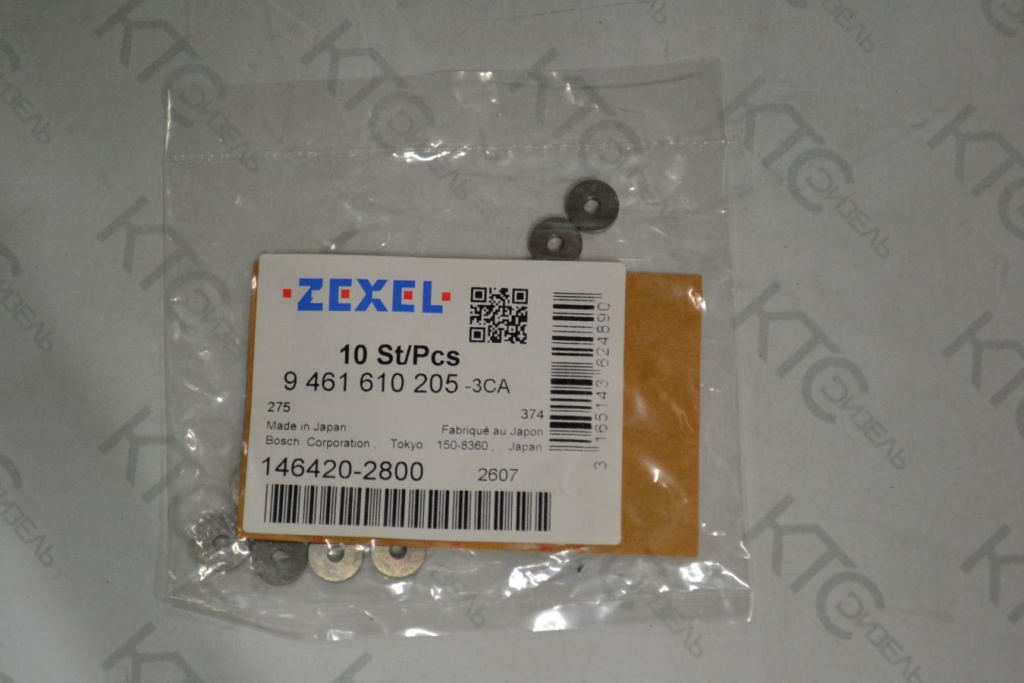 ZEXEL
10 St/Pcs
9 461 610 205 -3CA
275 374
Made in Japan Fabriqué au Japon
Bosch Corporation, Tokyo 150-8360, Japan
146420-2800 2607
3 165143 624890
КТС
дизель